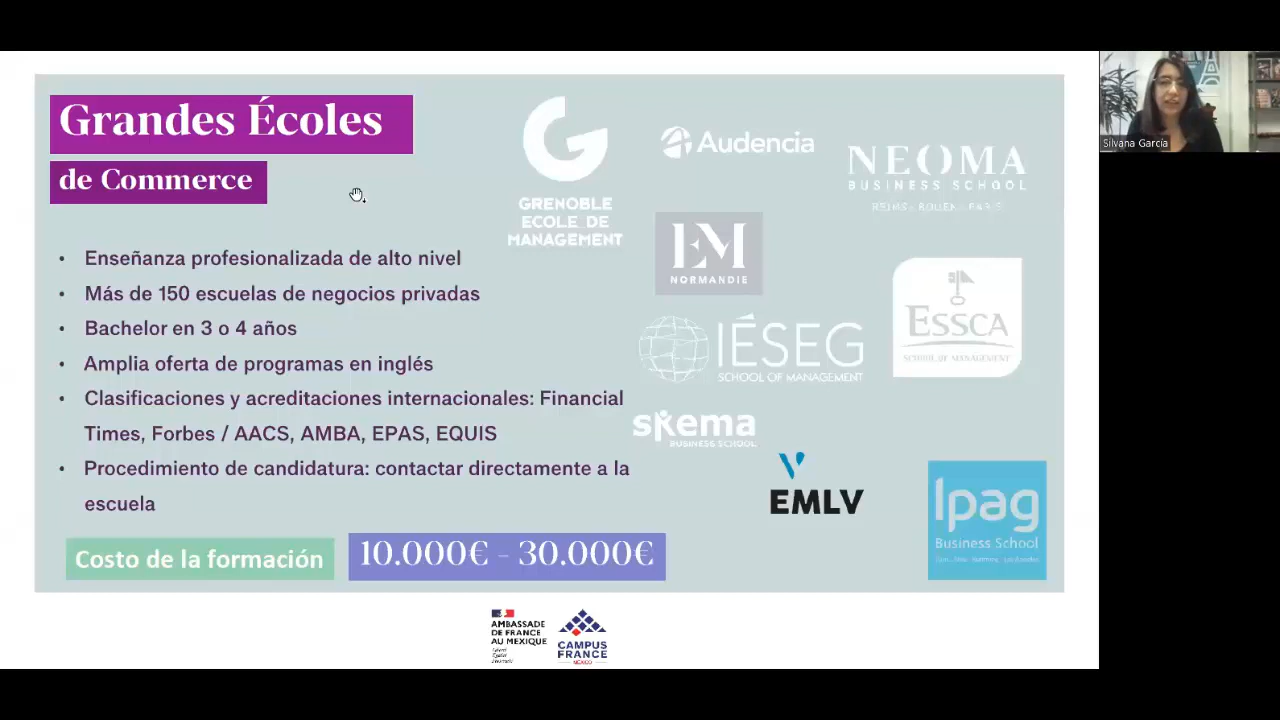 Grandes Écoles
de Commerce
• Enseñanza profesionalizada de alto nivel
• Más de 150 escuelas de negocios privadas
• Bachelor en 3 o 4 años
• Amplia oferta de programas en inglés
• Clasificaciones y acreditaciones internacionales: Financial
Times, Forbes / AACS, AMBA, EPAS, EQUIS
• Procedimiento de candidatura: contactar directamente a la
escuela
Costo de la formación
10.000€ - 30.000€
G
GRENOBLE
ECOLE DE
MANAGEMENT
Audencia
NEOMA
BUSINESS SCHOOL
REIMS · ROUEN · PARIS
EM
NORMANDIE
ESSCA
SCHOOL OF MANAGEMENT
IÉSEG
SCHOOL OF MANAGEMENT
skema
BUSINESS SCHOOL
EMLV
Ipag
Business School
AMBASSADE
DE FRANCE
AU MEXIQUE
CAMPUS
FRANCE
MEXICO
Silvana García